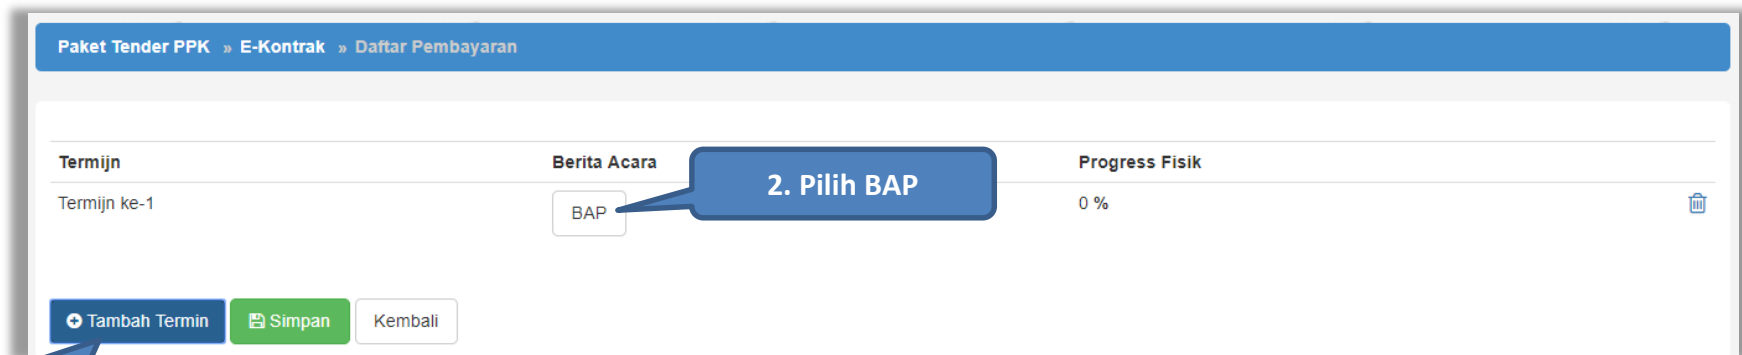 Paket Tender PPK » E-Kontrak » Daftar Pembayaran
Termijn Berita Acara Progress Fisik
2. Pilih BAP
Termijn ke-1 BAP 0 %
Tambah Termin Simpan Kembali